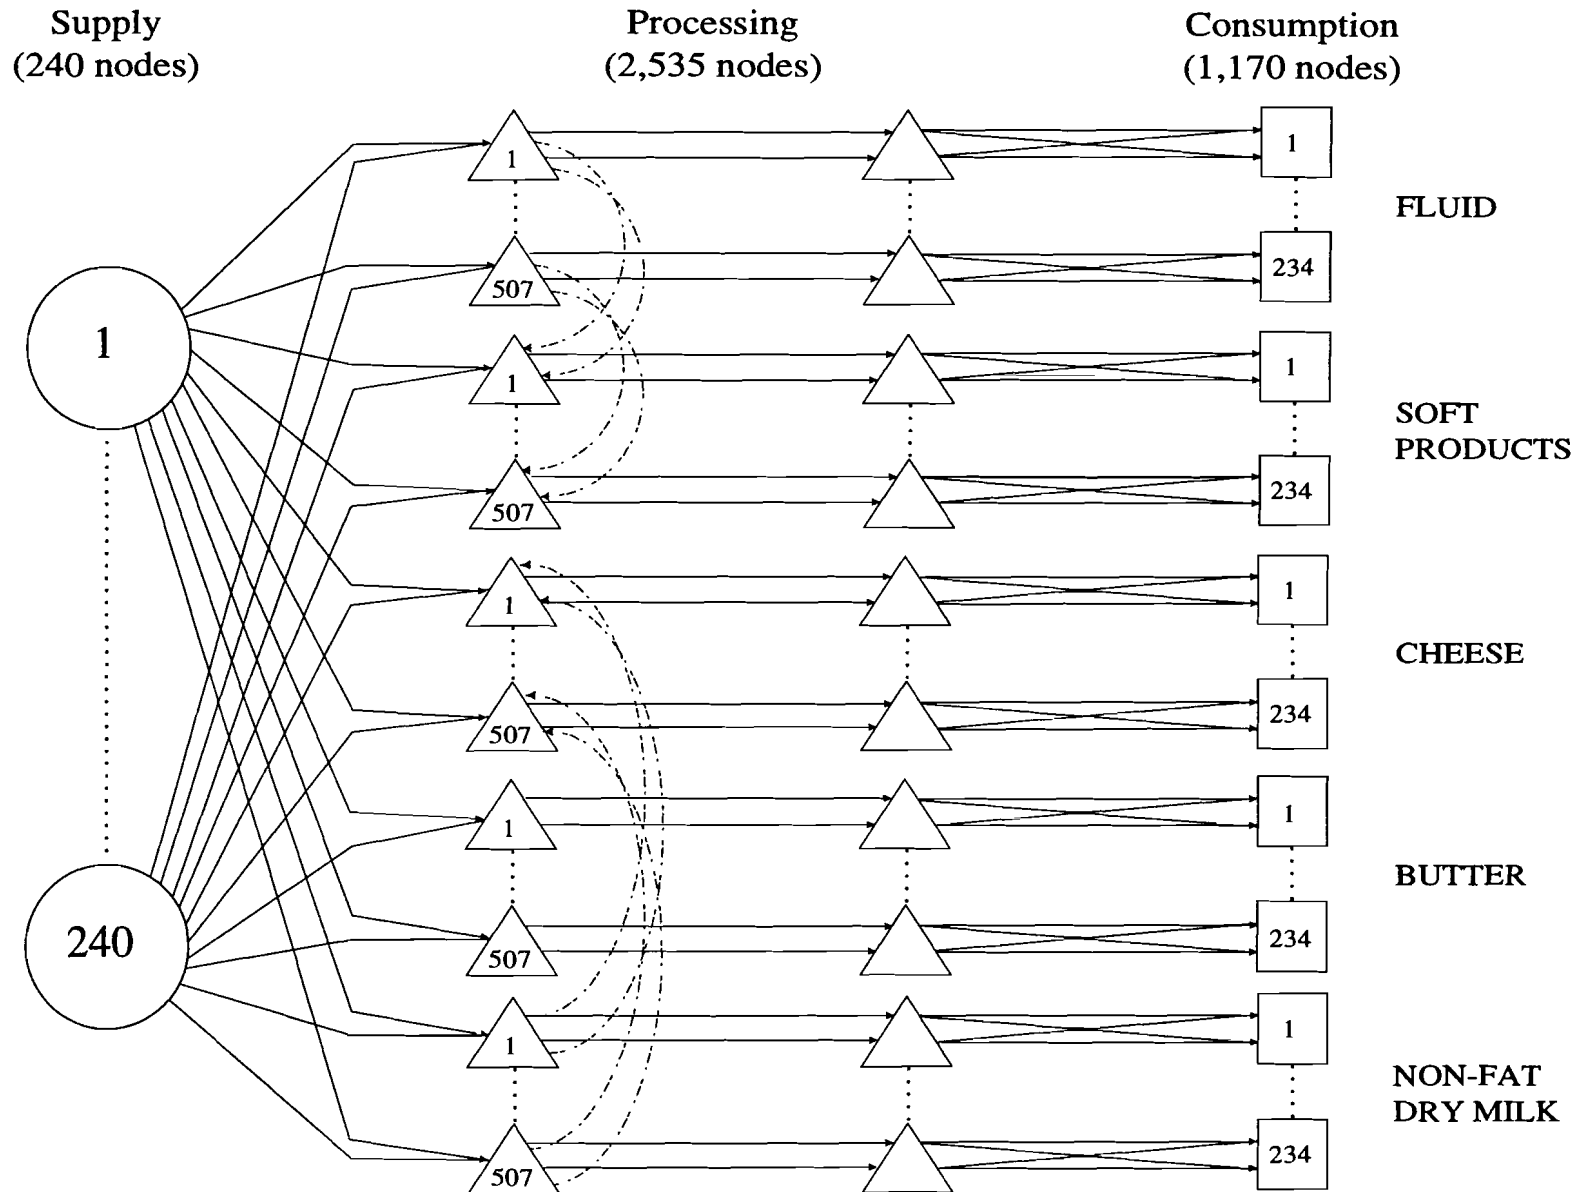 Supply
(240 nodes)
Processing
(2,535 nodes)
Consumption
(1,170 nodes)
1
240
1
507
1
507
1
507
1
507
1
507
1
234
FLUID
1
234
SOFT
PRODUCTS
1
234
CHEESE
1
234
BUTTER
1
234
NON-FAT
DRY MILK